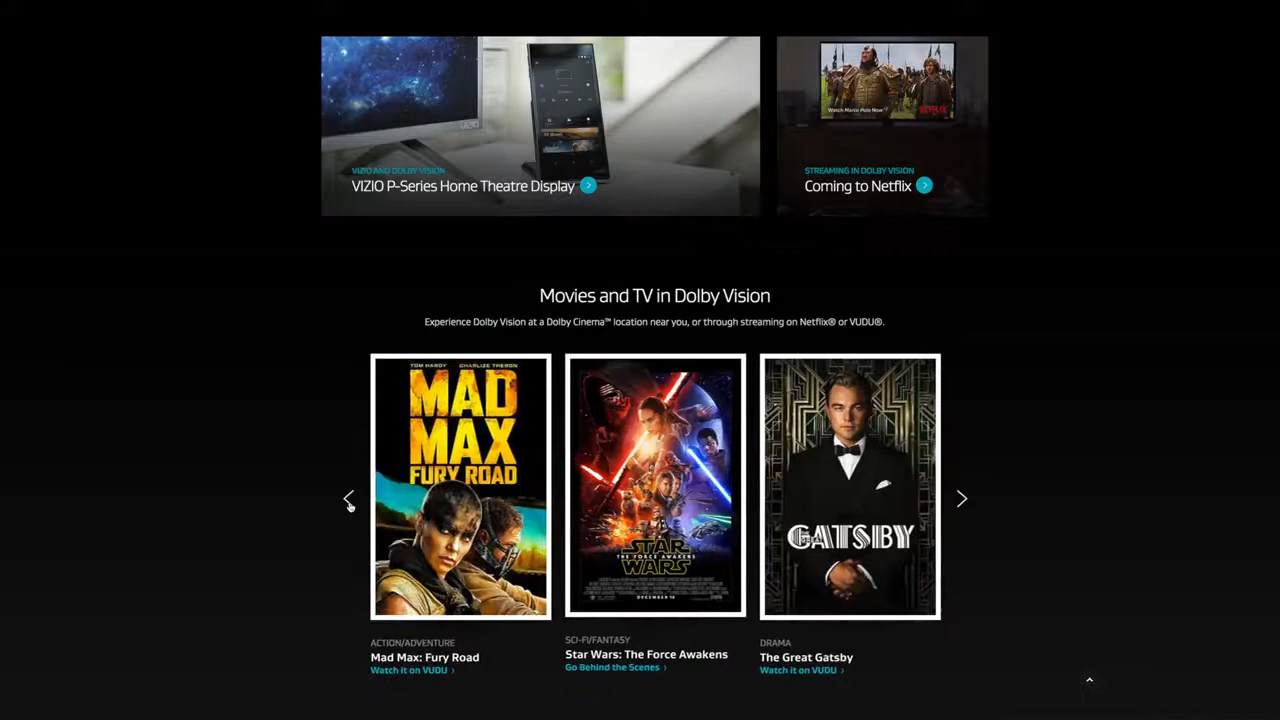 Watch Marco Polo Now
NETFLIX
VIZIO AND DOLBY VISION
VIZIO P-Series Home Theatre Display
STREAMING IN DOLBY VISION
Coming to Netflix
Movies and TV in Dolby Vision
Experience Dolby Vision at a Dolby Cinema™ location near you, or through streaming on Netflix® or VUDU®.
TOM HARDY CHARLIZE THERON
MAD
MAX
FURY ROAD
STAR
THE FORCE AWAKENS
WARS
DECEMBER 18
GATSBY
ACTION/ADVENTURE
Mad Max: Fury Road
Watch it on VUDU ›
SCI-FI/FANTASY
Star Wars: The Force Awakens
Go Behind the Scenes ›
DRAMA
The Great Gatsby
Watch it on VUDU ›